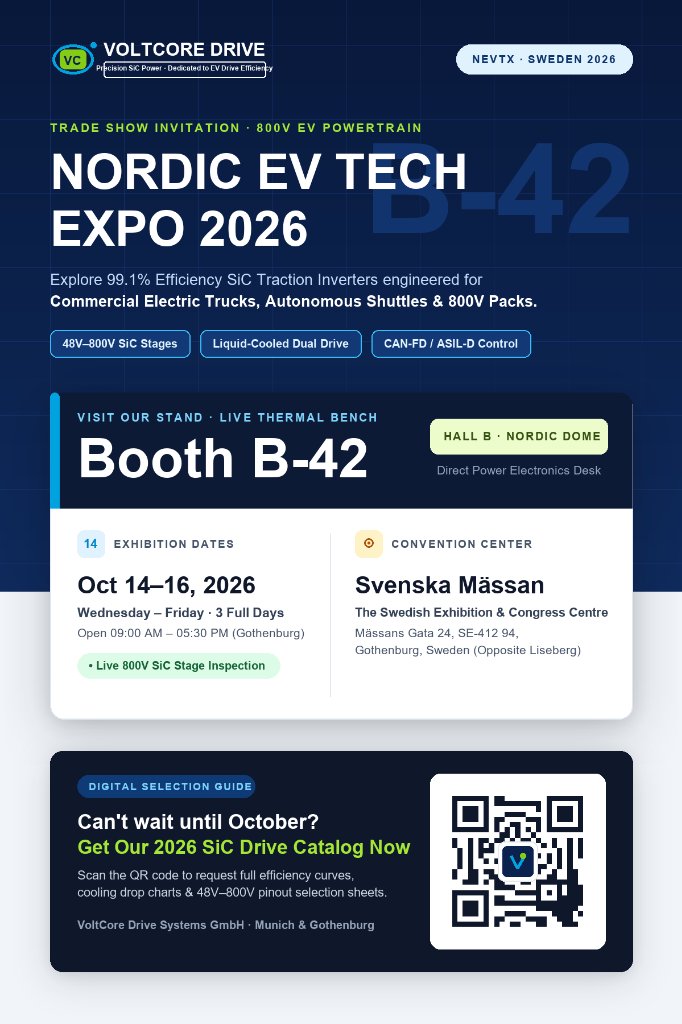 VC
VOLTCORE DRIVE
Precision SiC Power - Dedicated to EV Drive Efficiency
NEVTX · SWEDEN 2026
TRADE SHOW INVITATION · 800V EV POWERTRAIN
B-42
NORDIC EV TECH
EXPO 2026
Explore 99.1% Efficiency SiC Traction Inverters engineered for
Commercial Electric Trucks, Autonomous Shuttles & 800V Packs.
48V–800V SiC Stages
Liquid-Cooled Dual Drive
CAN-FD / ASIL-D Control
VISIT OUR STAND · LIVE THERMAL BENCH
Booth B-42
HALL B · NORDIC DOME
Direct Power Electronics Desk
14 EXHIBITION DATES
Oct 14–16, 2026
Wednesday – Friday · 3 Full Days
Open 09:00 AM – 05:30 PM (Gothenburg)
• Live 800V SiC Stage Inspection
CONVENTION CENTER
Svenska Mässan
The Swedish Exhibition & Congress Centre
Mässans Gata 24, SE-412 94,
Gothenburg, Sweden (Opposite Liseberg)
DIGITAL SELECTION GUIDE
Can't wait until October?
Get Our 2026 SiC Drive Catalog Now
Scan the QR code to request full efficiency curves,
cooling drop charts & 48V–800V pinout selection sheets.
VoltCore Drive Systems GmbH · Munich & Gothenburg